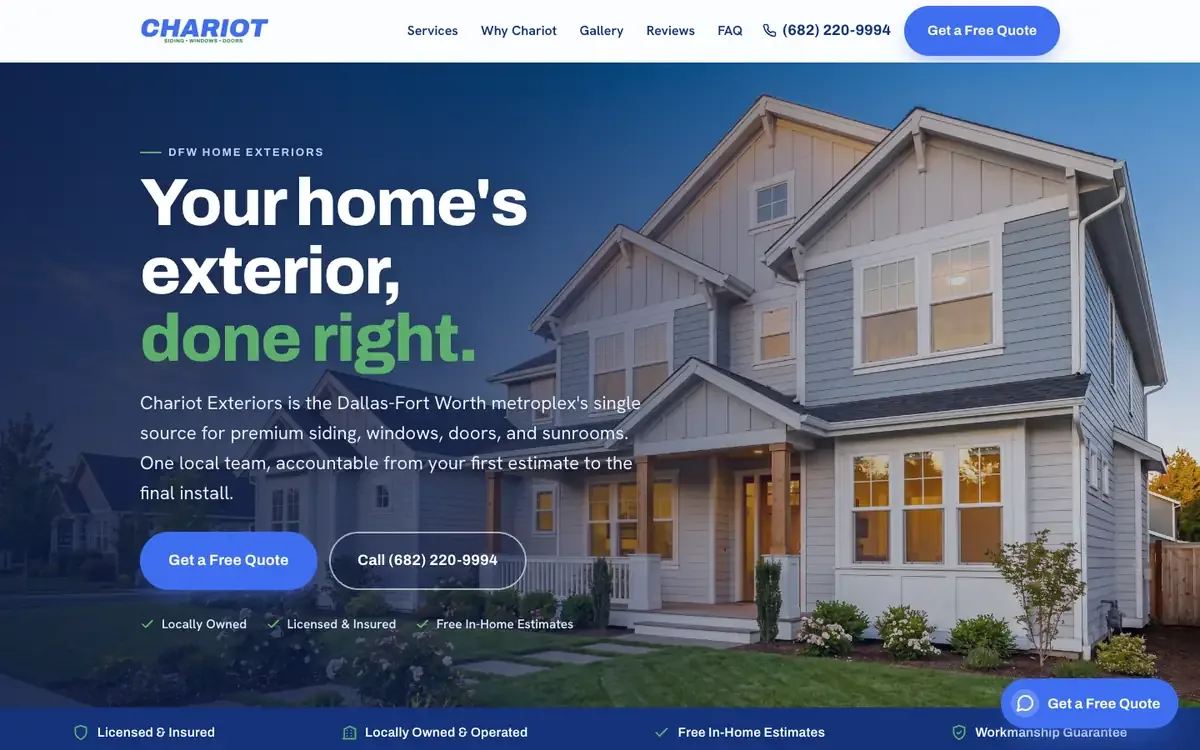 CHARIOT
SIDING • WINDOWS • DOORS
Services
Why Chariot
Gallery
Reviews
FAQ
(682) 220-9994
Get a Free Quote
DFW HOME EXTERIORS
Your home's
exterior,
done right.
Chariot Exteriors is the Dallas-Fort Worth metroplex's single
source for premium siding, windows, doors, and sunrooms.
One local team, accountable from your first estimate to the
final install.
Get a Free Quote
Call (682) 220-9994
Locally Owned
Licensed & Insured
Free In-Home Estimates
Get a Free Quote
Licensed & Insured
Locally Owned & Operated
Free In-Home Estimates
Workmanship Guarantee